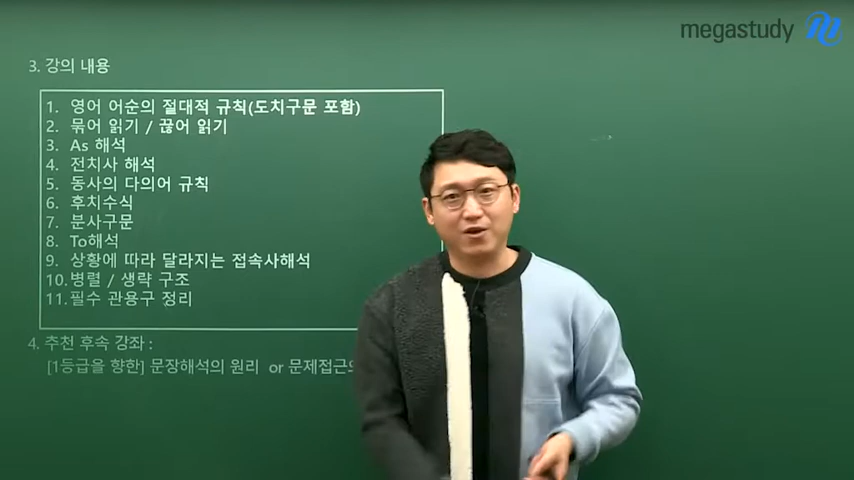 megastudy
3. 강의 내용
1. 영어 어순의 절대적 규칙(도치구문 포함)
2. 묶어 읽기 / 끊어 읽기
3. As 해석
4. 전치사 해석
5. 동사의 다의어 규칙
6. 후치수식
7. 분사구문
8. To해석
9. 상황에 따라 달라지는 접속사해석
10.병렬 / 생략 구조
11.필수 관용구 정리
4. 추천 후속 강좌 :
[1등급을 향한] 문장해석의 원리 or 문제접근